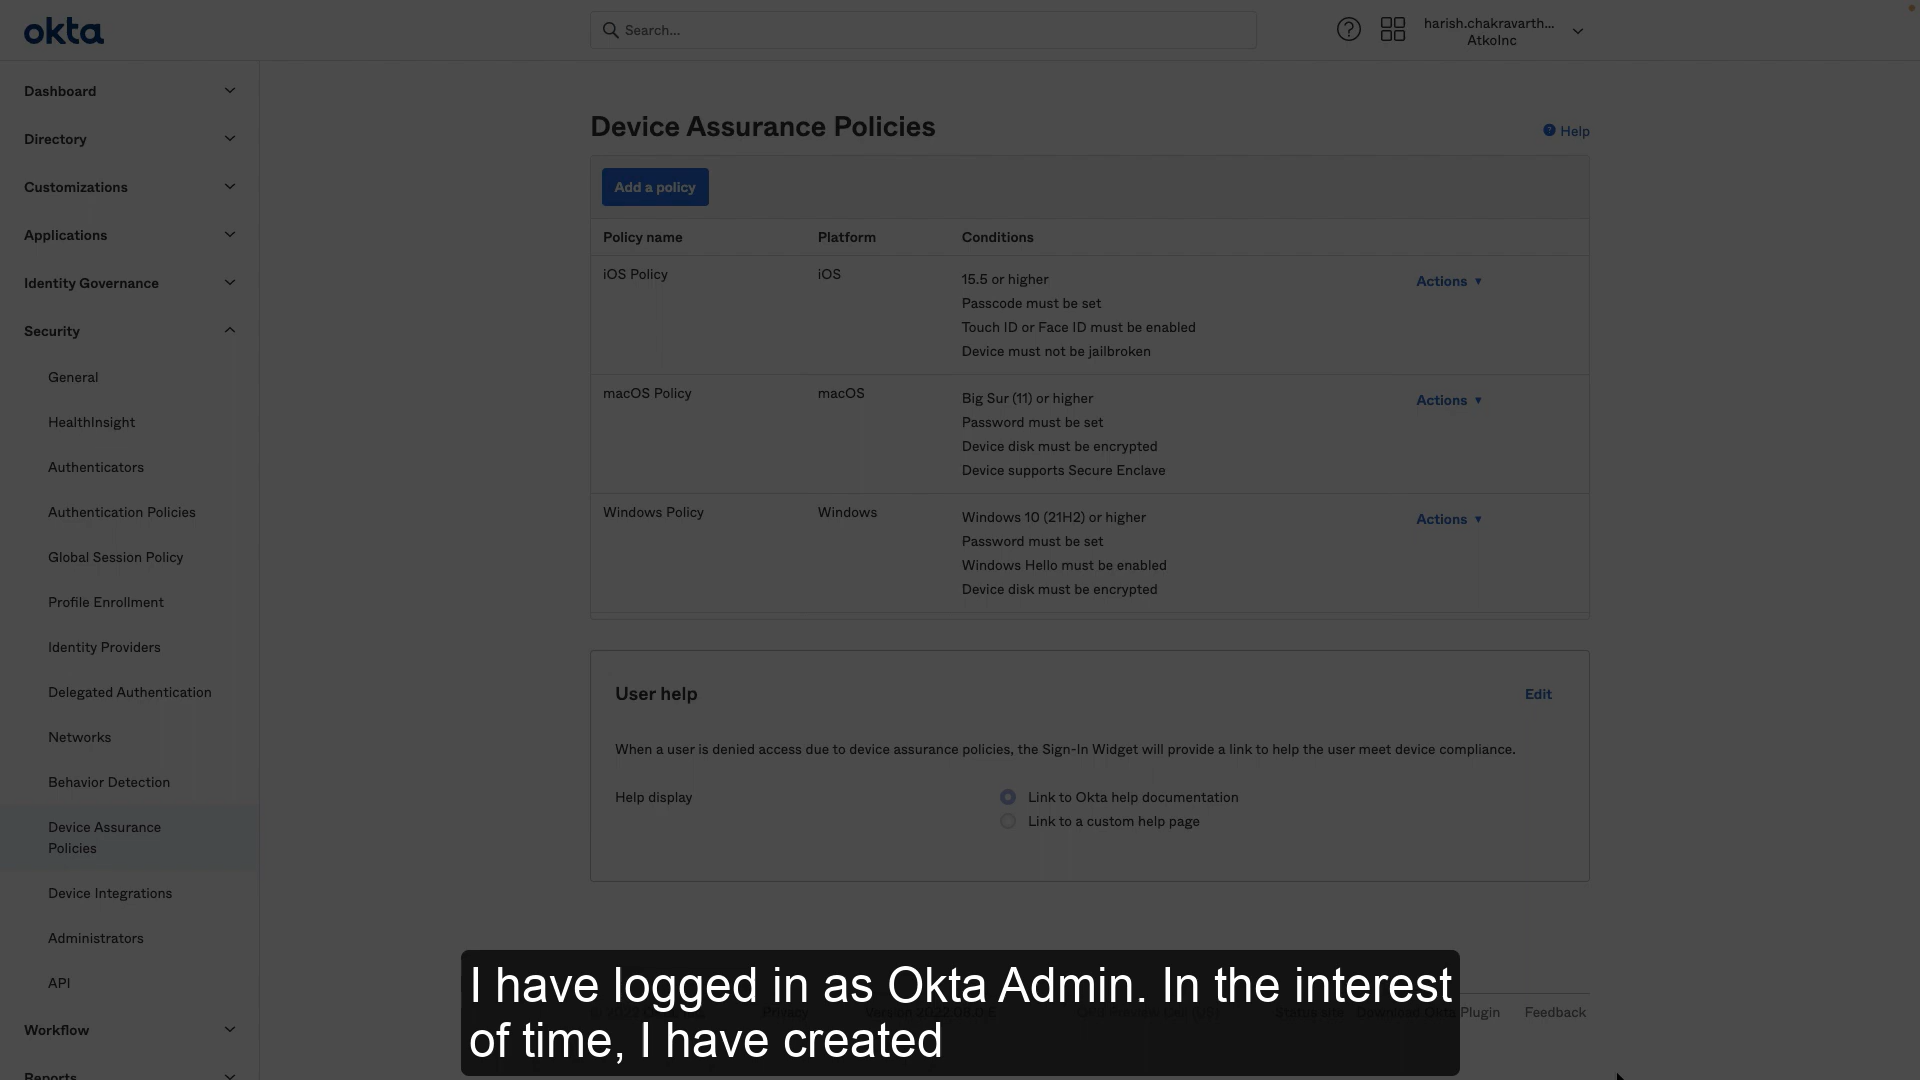 okta
Search...
harish.chakravarth...
AtkoInc
Dashboard
Directory
Customizations
Applications
Identity Governance
Security
General
HealthInsight
Authenticators
Authentication Policies
Global Session Policy
Profile Enrollment
Identity Providers
Delegated Authentication
Networks
Behavior Detection
Device Assurance
Policies
Device Integrations
Administrators
API
Workflow
Reports
Device Assurance Policies
Help
Add a policy
Policy name Platform Conditions
iOS Policy iOS 15.5 or higher Actions ▼
Passcode must be set
Touch ID or Face ID must be enabled
Device must not be jailbroken
macOS Policy macOS Big Sur (11) or higher Actions ▼
Password must be set
Device disk must be encrypted
Device supports Secure Enclave
Windows Policy Windows Windows 10 (21H2) or higher Actions ▼
Password must be set
Windows Hello must be enabled
Device disk must be encrypted
User help Edit
When a user is denied access due to device assurance policies, the Sign-In Widget will provide a link to help the user meet device compliance.
Help display Link to Okta help documentation
Link to a custom help page
Privacy Status site Download Okta Plugin Feedback
I have logged in as Okta Admin. In the interest
of time, I have created